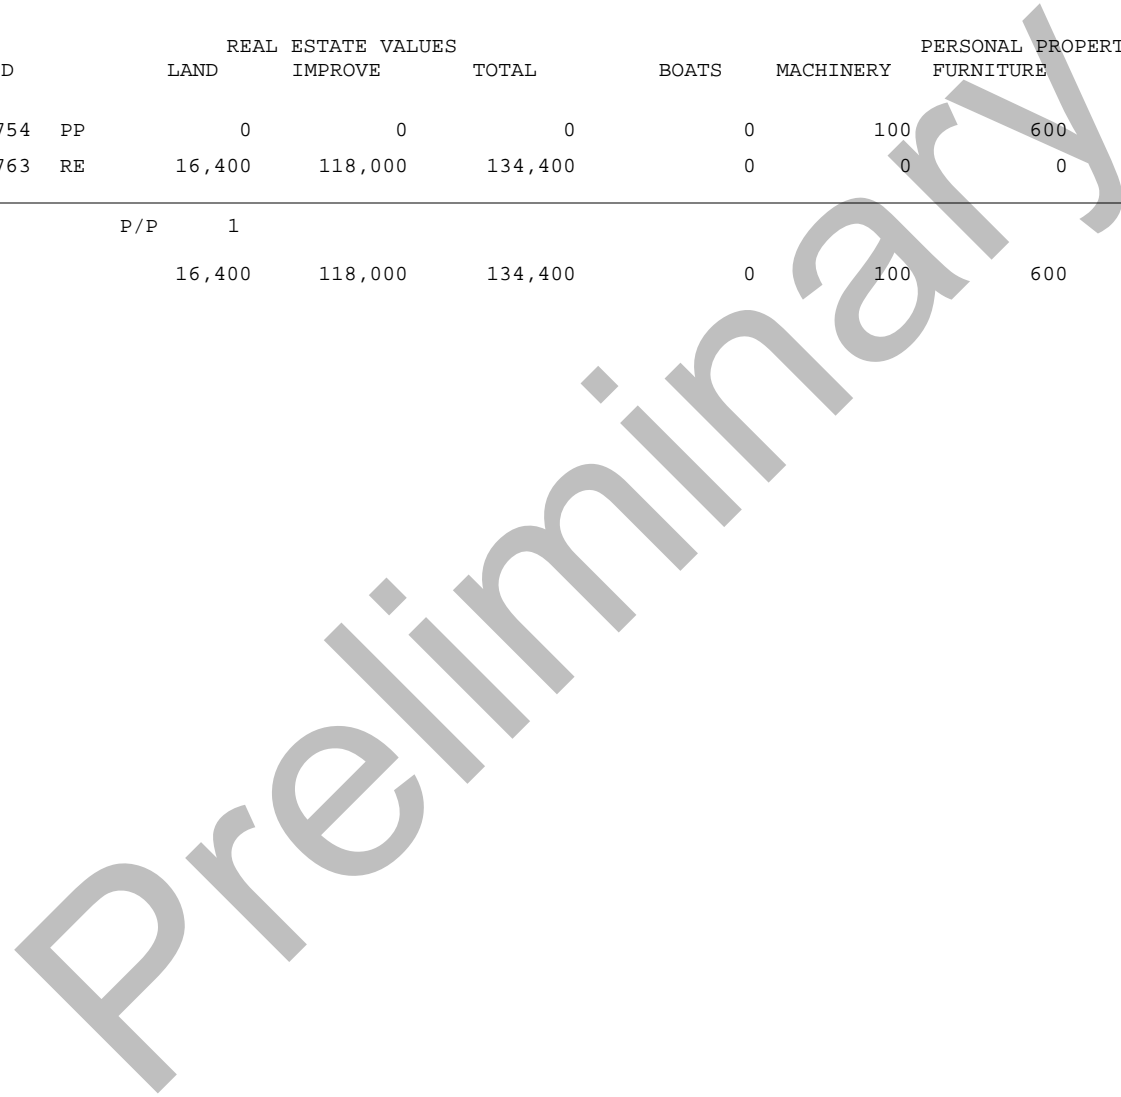 REAL ESTATE VALUES PERSONAL PROPERT
D LAND IMPROVE TOTAL BOATS MACHINERY FURNITURE
754 PP 0 0 0 0 100 600
763 RE 16,400 118,000 134,400 0 0 0
P/P 1
16,400 118,000 134,400 0 100 600
Preliminary